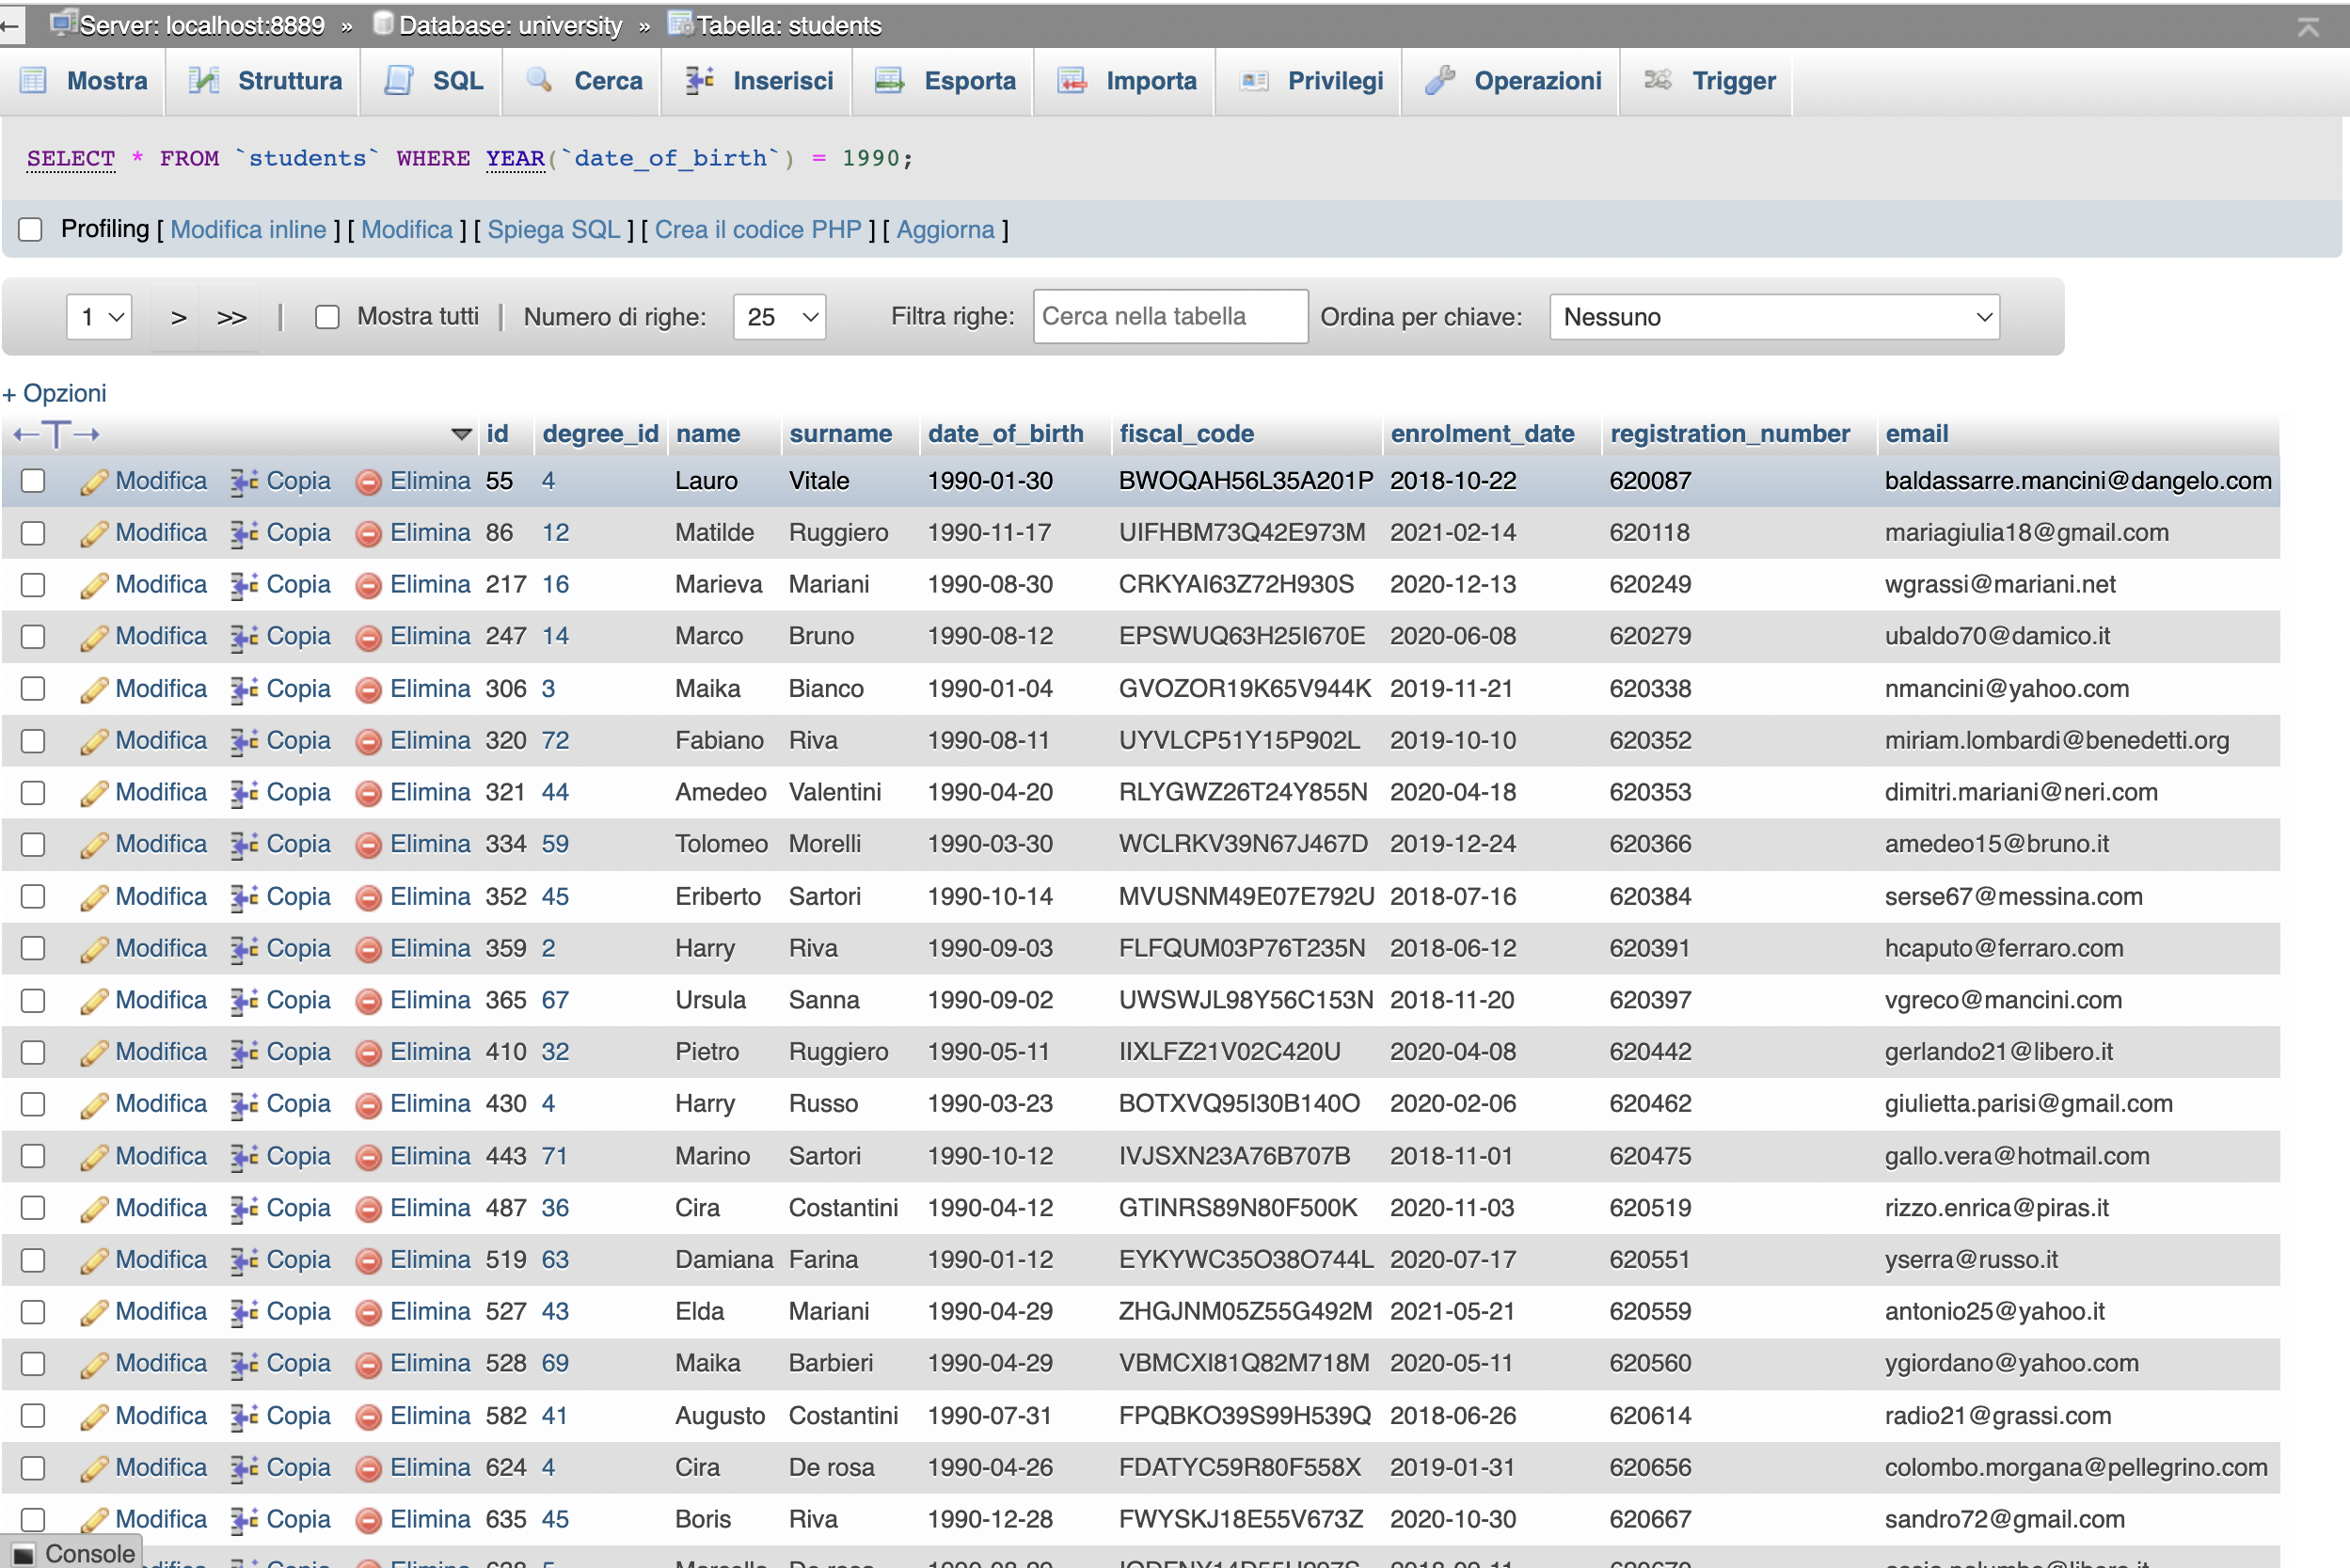 Server: localhost:8889 » Database: university » Tabella: students
Mostra Struttura SQL Cerca Inserisci Esporta Importa Privilegi Operazioni Trigger
SELECT * FROM `students` WHERE YEAR(`date_of_birth`) = 1990;
Profiling [ Modifica inline ] [ Modifica ] [ Spiega SQL ] [ Crea il codice PHP ] [ Aggiorna ]
1 > >> | Mostra tutti | Numero di righe: 25 Filtra righe: Cerca nella tabella Ordina per chiave: Nessuno
+ Opzioni
←T→ id degree_id name surname date_of_birth fiscal_code enrolment_date registration_number email
Modifica Copia Elimina 55 4 Lauro Vitale 1990-01-30 BWOQAH56L35A201P 2018-10-22 620087 baldassarre.mancini@dangelo.com
Modifica Copia Elimina 86 12 Matilde Ruggiero 1990-11-17 UIFHBM73Q42E973M 2021-02-14 620118 mariagiulia18@gmail.com
Modifica Copia Elimina 217 16 Marieva Mariani 1990-08-30 CRKYAI63Z72H930S 2020-12-13 620249 wgrassi@mariani.net
Modifica Copia Elimina 247 14 Marco Bruno 1990-08-12 EPSWUQ63H25I670E 2020-06-08 620279 ubaldo70@damico.it
Modifica Copia Elimina 306 3 Maika Bianco 1990-01-04 GVOZOR19K65V944K 2019-11-21 620338 nmancini@yahoo.com
Modifica Copia Elimina 320 72 Fabiano Riva 1990-08-11 UYVLCP51Y15P902L 2019-10-10 620352 miriam.lombardi@benedetti.org
Modifica Copia Elimina 321 44 Amedeo Valentini 1990-04-20 RLYGWZ26T24Y855N 2020-04-18 620353 dimitri.mariani@neri.com
Modifica Copia Elimina 334 59 Tolomeo Morelli 1990-03-30 WCLRKV39N67J467D 2019-12-24 620366 amedeo15@bruno.it
Modifica Copia Elimina 352 45 Eriberto Sartori 1990-10-14 MVUSNM49E07E792U 2018-07-16 620384 serse67@messina.com
Modifica Copia Elimina 359 2 Harry Riva 1990-09-03 FLFQUM03P76T235N 2018-06-12 620391 hcaputo@ferraro.com
Modifica Copia Elimina 365 67 Ursula Sanna 1990-09-02 UWSWJL98Y56C153N 2018-11-20 620397 vgreco@mancini.com
Modifica Copia Elimina 410 32 Pietro Ruggiero 1990-05-11 IIXLFZ21V02C420U 2020-04-08 620442 gerlando21@libero.it
Modifica Copia Elimina 430 4 Harry Russo 1990-03-23 BOTXVQ95I30B140O 2020-02-06 620462 giulietta.parisi@gmail.com
Modifica Copia Elimina 443 71 Marino Sartori 1990-10-12 IVJSXN23A76B707B 2018-11-01 620475 gallo.vera@hotmail.com
Modifica Copia Elimina 487 36 Cira Costantini 1990-04-12 GTINRS89N80F500K 2020-11-03 620519 rizzo.enrica@piras.it
Modifica Copia Elimina 519 63 Damiana Farina 1990-01-12 EYKYWC35O38O744L 2020-07-17 620551 yserra@russo.it
Modifica Copia Elimina 527 43 Elda Mariani 1990-04-29 ZHGJNM05Z55G492M 2021-05-21 620559 antonio25@yahoo.it
Modifica Copia Elimina 528 69 Maika Barbieri 1990-04-29 VBMCXI81Q82M718M 2020-05-11 620560 ygiordano@yahoo.com
Modifica Copia Elimina 582 41 Augusto Costantini 1990-07-31 FPQBKO39S99H539Q 2018-06-26 620614 radio21@grassi.com
Modifica Copia Elimina 624 4 Cira De rosa 1990-04-26 FDATYC59R80F558X 2019-01-31 620656 colombo.morgana@pellegrino.com
Modifica Copia Elimina 635 45 Boris Riva 1990-12-28 FWYSKJ18E55V673Z 2020-10-30 620667 sandro72@gmail.com
Console